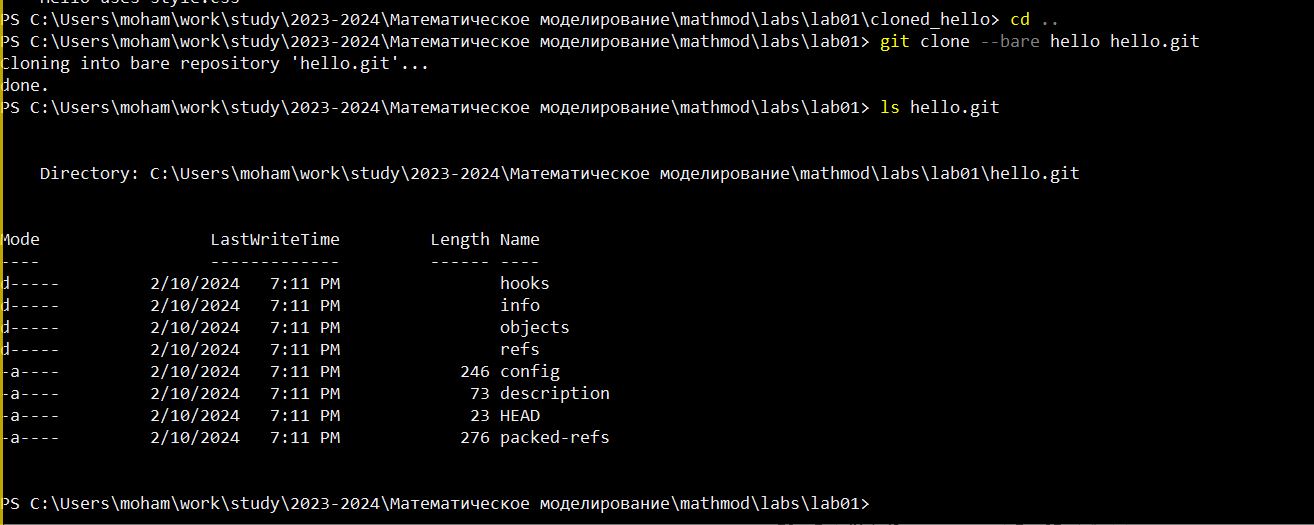 hello uses style.css
PS C:\Users\moham\work\study\2023-2024\Математическое моделирование\mathmod\labs\lab01\cloned_hello> cd ..
PS C:\Users\moham\work\study\2023-2024\Математическое моделирование\mathmod\labs\lab01> git clone --bare hello hello.git
Cloning into bare repository 'hello.git'...
done.
PS C:\Users\moham\work\study\2023-2024\Математическое моделирование\mathmod\labs\lab01> ls hello.git
Directory: C:\Users\moham\work\study\2023-2024\Математическое моделирование\mathmod\labs\lab01\hello.git
Mode LastWriteTime Length Name
---- ------------- ------ ----
d----- 2/10/2024 7:11 PM hooks
d----- 2/10/2024 7:11 PM info
d----- 2/10/2024 7:11 PM objects
d----- 2/10/2024 7:11 PM refs
-a---- 2/10/2024 7:11 PM 246 config
-a---- 2/10/2024 7:11 PM 73 description
-a---- 2/10/2024 7:11 PM 23 HEAD
-a---- 2/10/2024 7:11 PM 276 packed-refs
PS C:\Users\moham\work\study\2023-2024\Математическое моделирование\mathmod\labs\lab01>